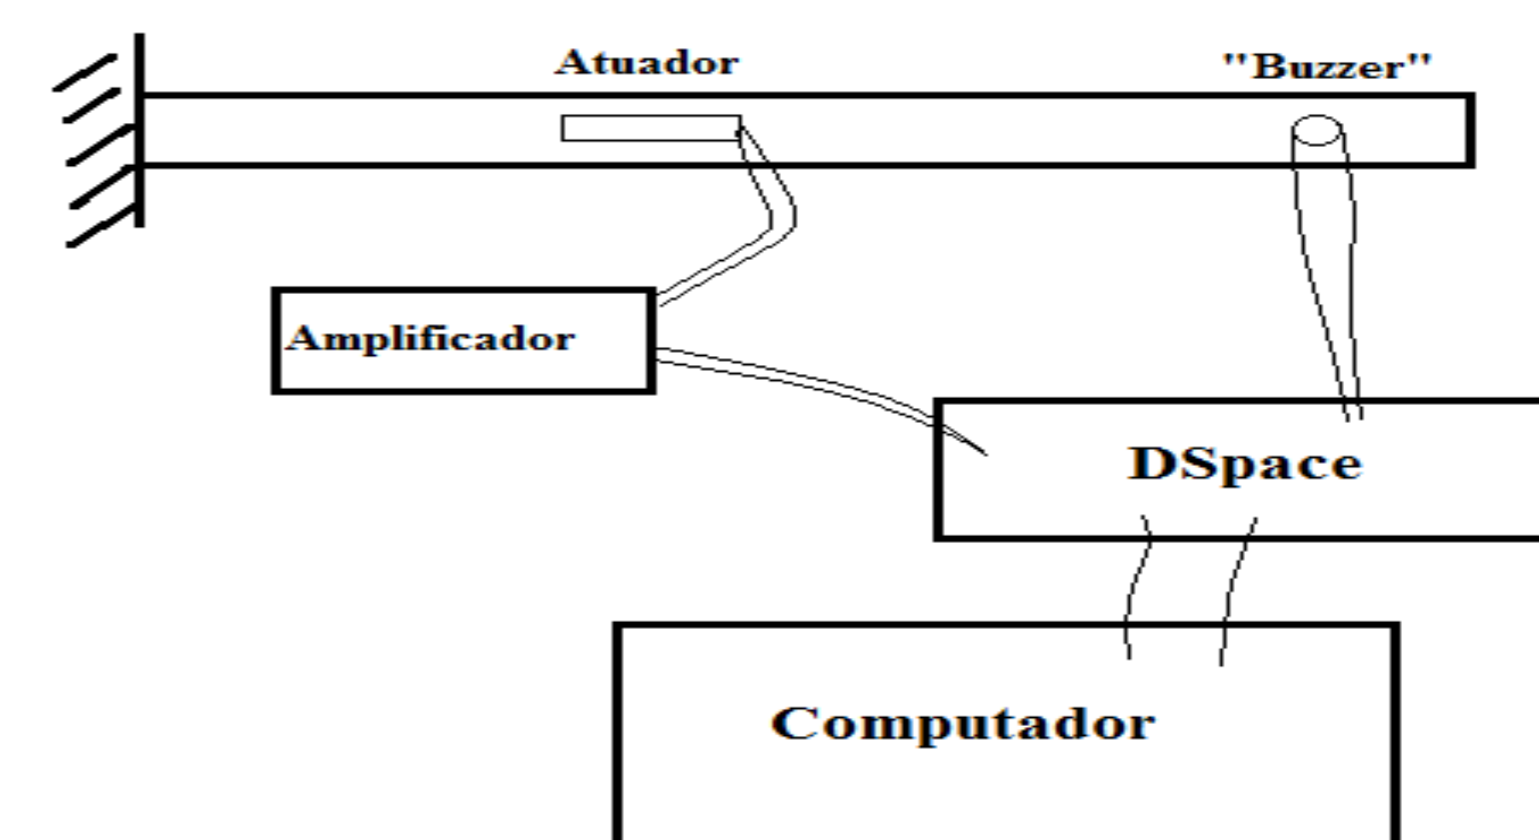 Atuador
"Buzzer"
Amplificador
DSpace
Computador